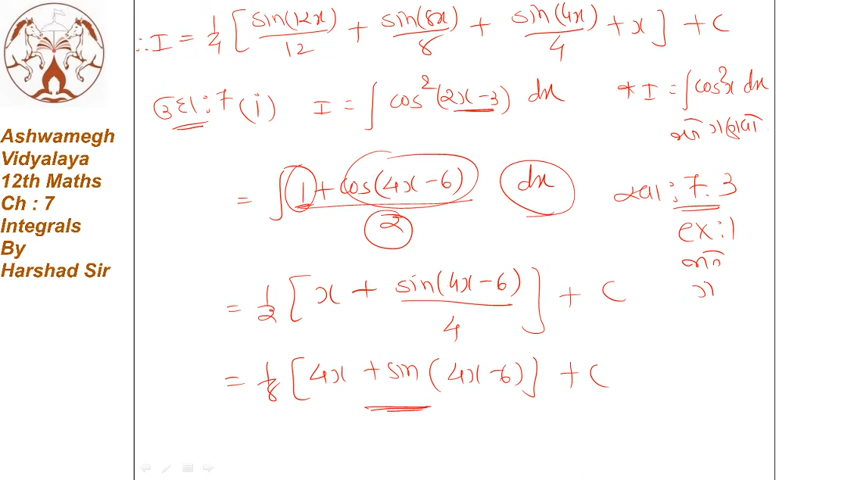 ∴ I = 1/4 [ sin(12x)/12 + sin(8x)/8 + sin(4x)/4 + x ] + C
ઉદા : 7 (i) I = ∫ cos²(2x-3) dx
* I = ∫ cos²x dx
= ∫ 1 + cos(4x-6) / 2 dx
સ્વા : 7.3
ex : 1
= 1/2 [ x + sin(4x-6)/4 ] + C
= 1/8 [ 4x + sin (4x-6) ] + C
Ashwamegh
Vidyalaya
12th Maths
Ch : 7
Integrals
By
Harshad Sir